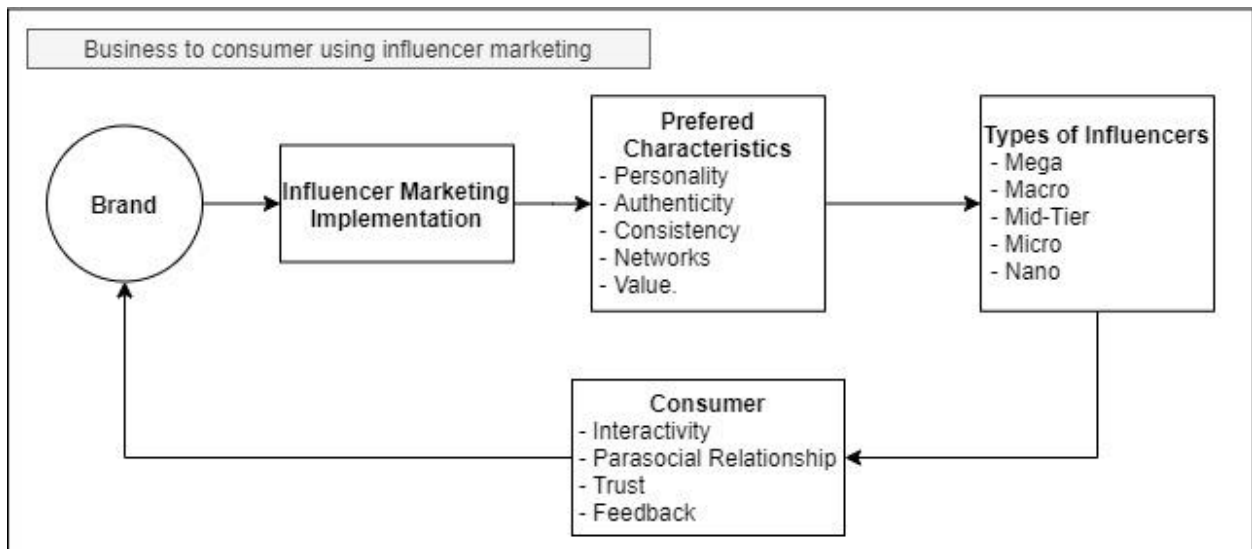 Business to consumer using influencer marketing
Brand
Influencer Marketing
Implementation
Prefered
Characteristics
- Personality
- Authenticity
- Consistency
- Networks
- Value.
Types of Influencers
- Mega
- Macro
- Mid-Tier
- Micro
- Nano
Consumer
- Interactivity
- Parasocial Relationship
- Trust
- Feedback